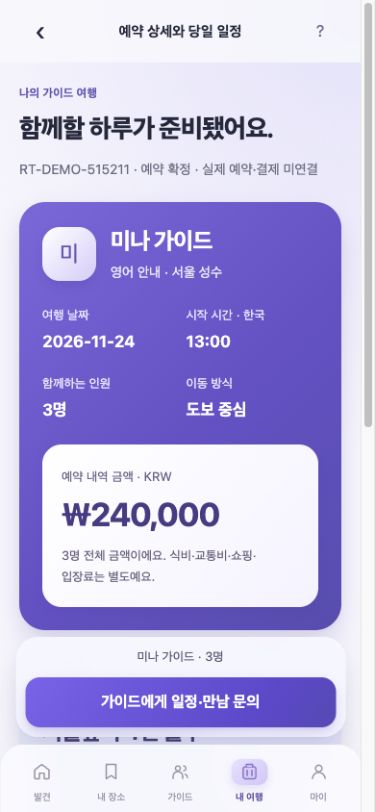 예약 상세와 당일 일정 ?
나의 가이드 여행
함께할 하루가 준비됐어요.
RT-DEMO-515211 · 예약 확정 · 실제 예약·결제 미연결
미
미나 가이드
영어 안내 · 서울 성수
여행 날짜 시작 시간 · 한국
2026-11-24 13:00
함께하는 인원 이동 방식
3명 도보 중심
예약 내역 금액 · KRW
₩240,000
3명 전체 금액이에요. 식비·교통비·쇼핑·
입장료는 별도예요.
미나 가이드 · 3명
가이드에게 일정·만남 문의
발견 내 장소 가이드 내 여행 마이